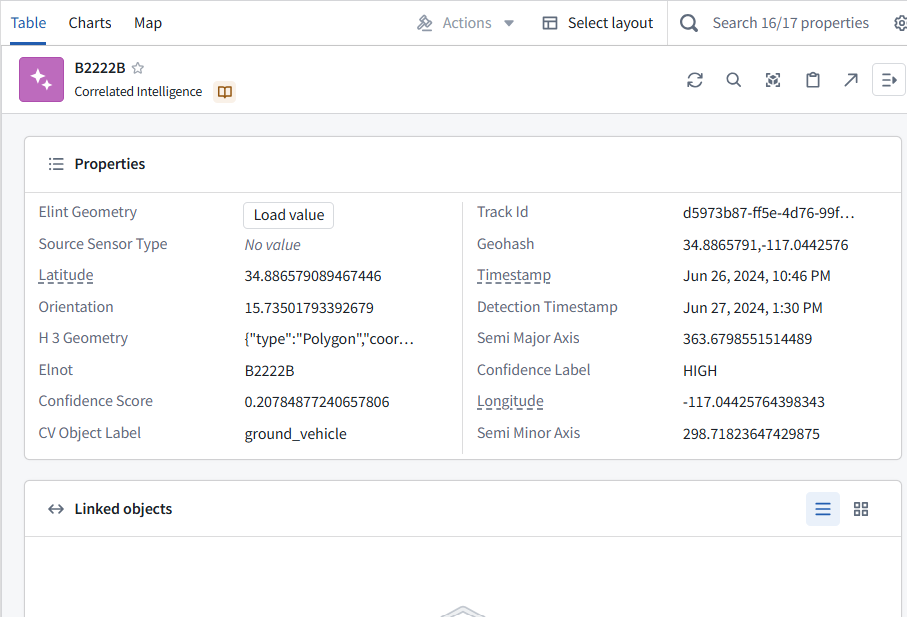 Table Charts Map Actions Select layout Search 16/17 properties
B2222B
Correlated Intelligence
Properties
Elint Geometry Load value
Source Sensor Type No value
Latitude 34.886579089467446
Orientation 15.73501793392679
H 3 Geometry {"type":"Polygon","coor…
Elnot B2222B
Confidence Score 0.20784877240657806
CV Object Label ground_vehicle
Track Id d5973b87-ff5e-4d76-99f…
Geohash 34.8865791,-117.0442576
Timestamp Jun 26, 2024, 10:46 PM
Detection Timestamp Jun 27, 2024, 1:30 PM
Semi Major Axis 363.6798551514489
Confidence Label HIGH
Longitude -117.04425764398343
Semi Minor Axis 298.71823647429875
Linked objects